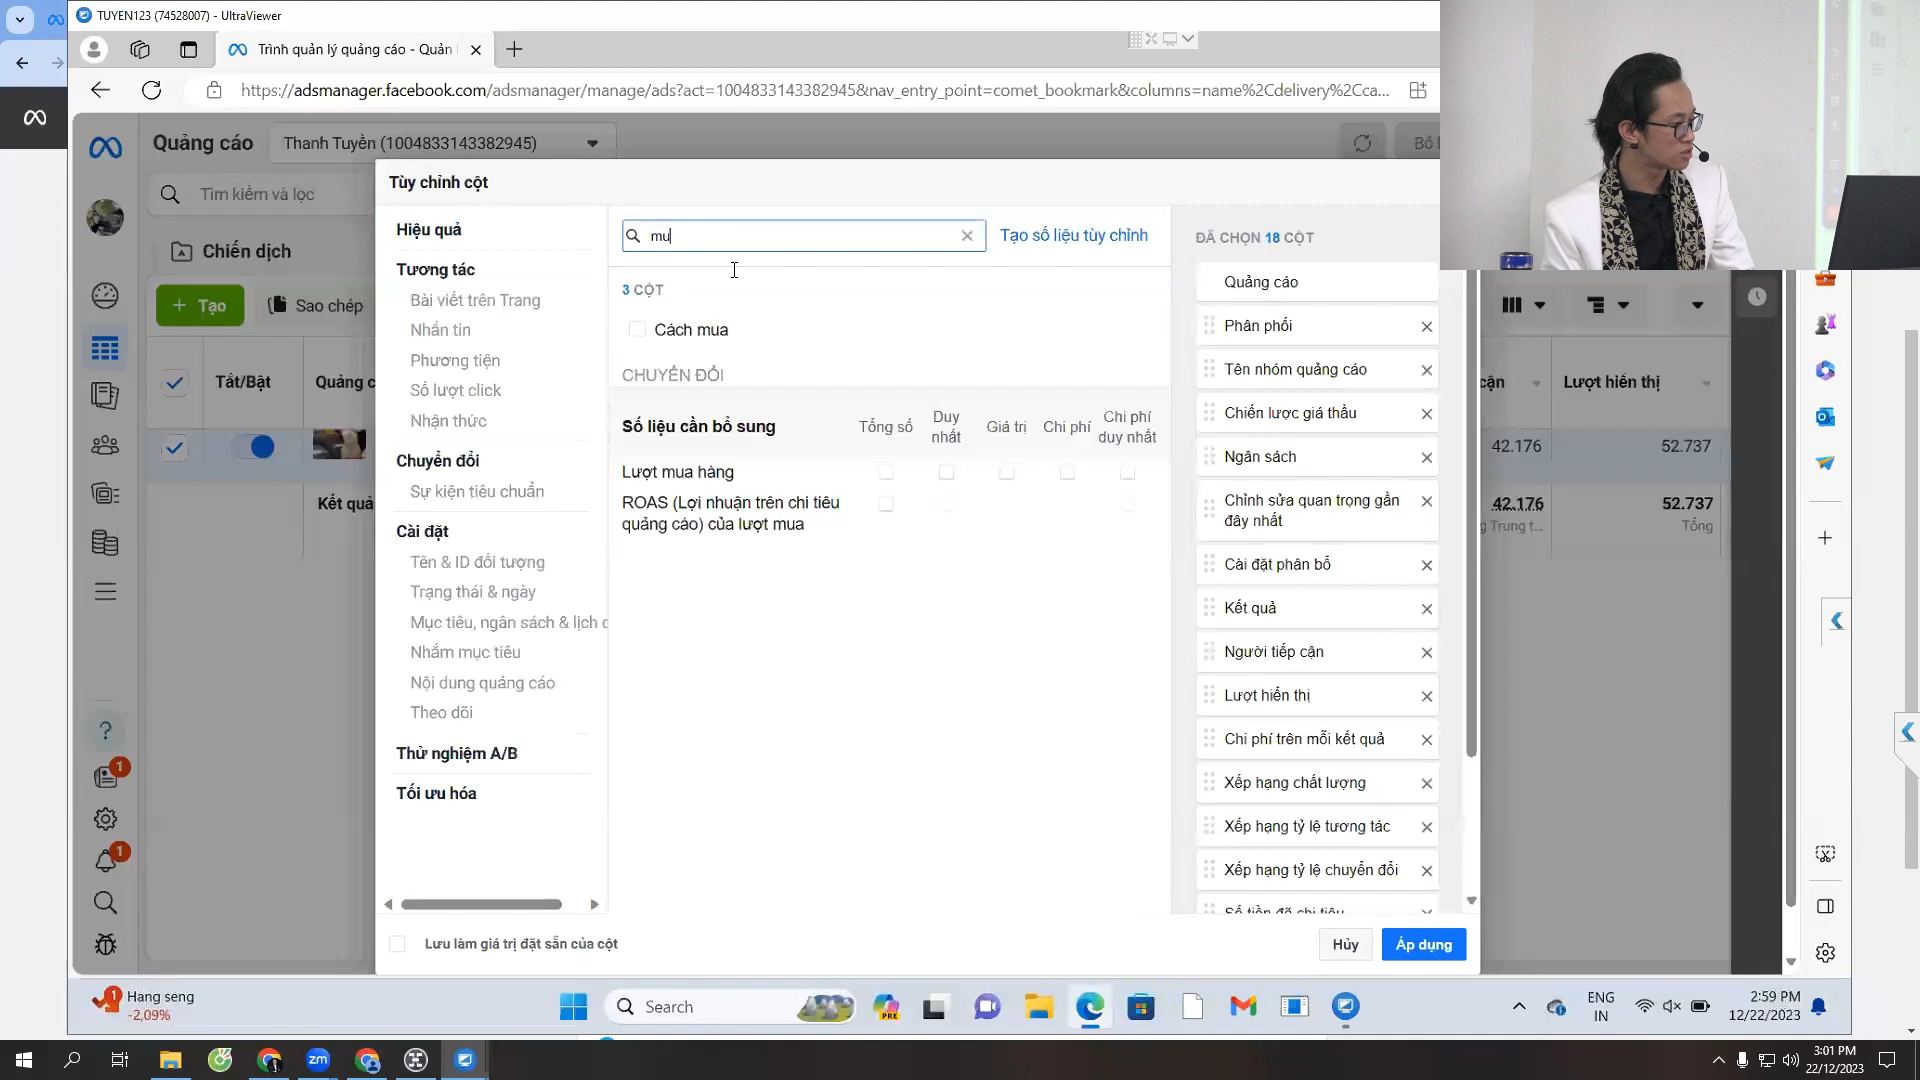 TUYEN123 (74528007) - UltraViewer
Trình quản lý quảng cáo - Quản
https://adsmanager.facebook.com/adsmanager/manage/ads?act=1004833143382945&nav_entry_point=comet_bookmark&columns=name%2Cdelivery%2Cca...
Quảng cáo
Thanh Tuyền (1004833143382945)
Tìm kiếm và lọc
Chiến dịch
Tạo
Sao chép
Tắt/Bật
Quảng c
Kết quả
Tùy chỉnh cột
Hiệu quả
Tương tác
Bài viết trên Trang
Nhắn tin
Phương tiện
Số lượt click
Nhận thức
Chuyển đổi
Sự kiện tiêu chuẩn
Cài đặt
Tên & ID đối tượng
Trạng thái & ngày
Mục tiêu, ngân sách & lịch
Nhắm mục tiêu
Nội dung quảng cáo
Theo dõi
Thử nghiệm A/B
Tối ưu hóa
mu
Tạo số liệu tùy chỉnh
3 CỘT
Cách mua
CHUYỂN ĐỔI
Số liệu cần bổ sung
Tổng số
Duy nhất
Giá trị
Chi phí
Chi phí duy nhất
Lượt mua hàng
ROAS (Lợi nhuận trên chi tiêu
quảng cáo) của lượt mua
ĐÃ CHỌN 18 CỘT
Quảng cáo
Phân phối
Tên nhóm quảng cáo
Chiến lược giá thầu
Ngân sách
Chỉnh sửa quan trọng gần
đây nhất
Cài đặt phân bổ
Kết quả
Người tiếp cận
Lượt hiển thị
Chi phí trên mỗi kết quả
Xếp hạng chất lượng
Xếp hạng tỷ lệ tương tác
Xếp hạng tỷ lệ chuyển đổi
Số tiền đã chi tiêu
Lưu làm giá trị đặt sẵn của cột
Hủy
Áp dụng
cận
Lượt hiển thị
42.176
52.737
42.176
52.737
Trung t...
Tổng
1
1
1
Hang seng
-2,09%
Search
PRE
ENG
IN
2:59 PM
12/22/2023
zm
3:01 PM
22/12/2023